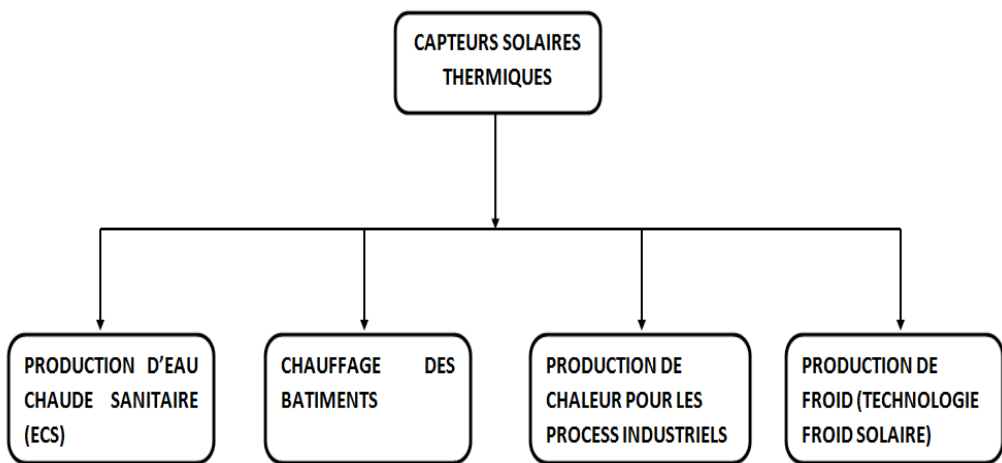 CAPTEURS SOLAIRES
THERMIQUES
PRODUCTION D'EAU
CHAUDE SANITAIRE
(ECS)
CHAUFFAGE DES
BATIMENTS
PRODUCTION DE
CHALEUR POUR LES
PROCESS INDUSTRIELS
PRODUCTION DE
FROID (TECHNOLOGIE
FROID SOLAIRE)